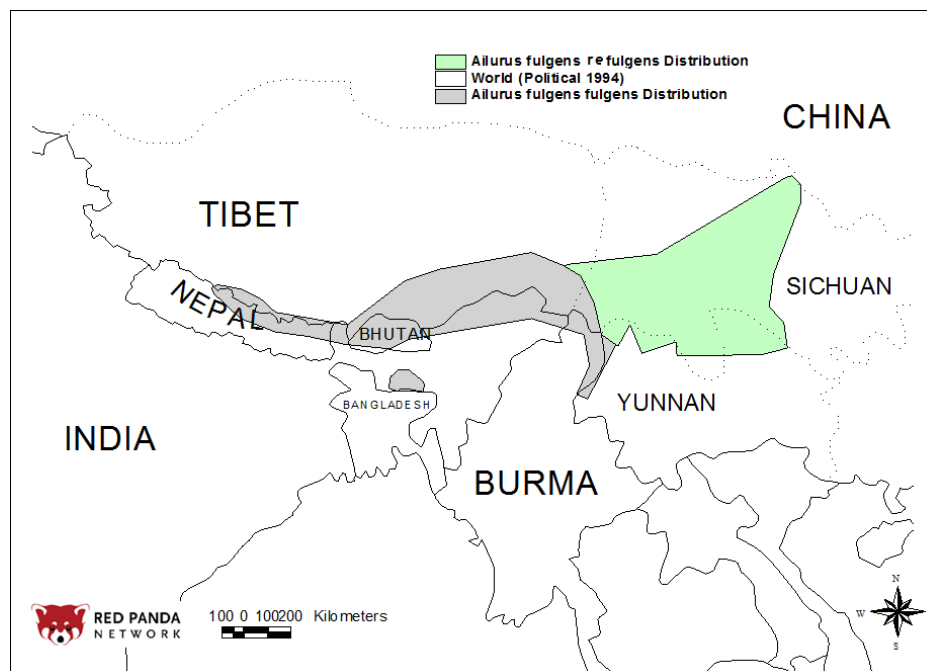 Ailurus fulgens refulgens Distribution
World (Political 1994)
Ailurus fulgens fulgens Distribution
CHINA
TIBET
SICHUAN
NEPAL
BHUTAN
BANGLADESH
YUNNAN
INDIA
BURMA
N
W E
S
RED PANDA
NETWORK
100 0 100200 Kilometers